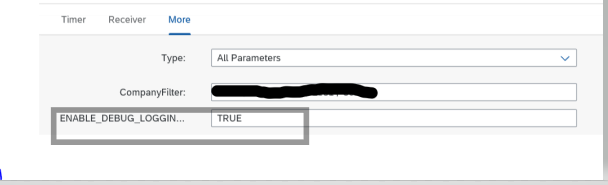 Timer Receiver More
Type: All Parameters
CompanyFilter:
ENABLE_DEBUG_LOGGIN... TRUE